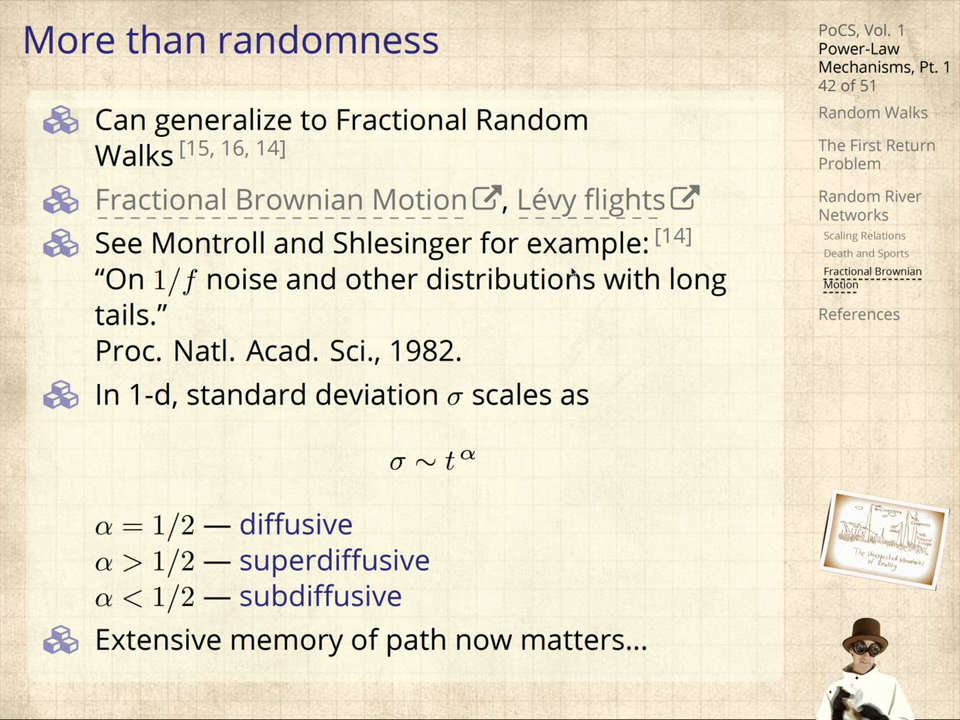 More than randomness
Can generalize to Fractional Random
Walks [15, 16, 14]
Fractional Brownian Motion, Lévy flights
See Montroll and Shlesinger for example: [14]
“On 1/f noise and other distributions with long
tails.”
Proc. Natl. Acad. Sci., 1982.
In 1-d, standard deviation σ scales as
σ ∼ t^α
α = 1/2 — diffusive
α > 1/2 — superdiffusive
α < 1/2 — subdiffusive
Extensive memory of path now matters...
PoCS, Vol. 1
Power-Law
Mechanisms, Pt. 1
42 of 51
Random Walks
The First Return
Problem
Random River
Networks
Scaling Relations
Death and Sports
Fractional Brownian
Motion
References
The Unexpected